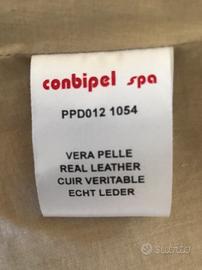 conbipel spa
PPD012 1054
VERA PELLE
REAL LEATHER
CUIR VERITABLE
ECHT LEDER
subito